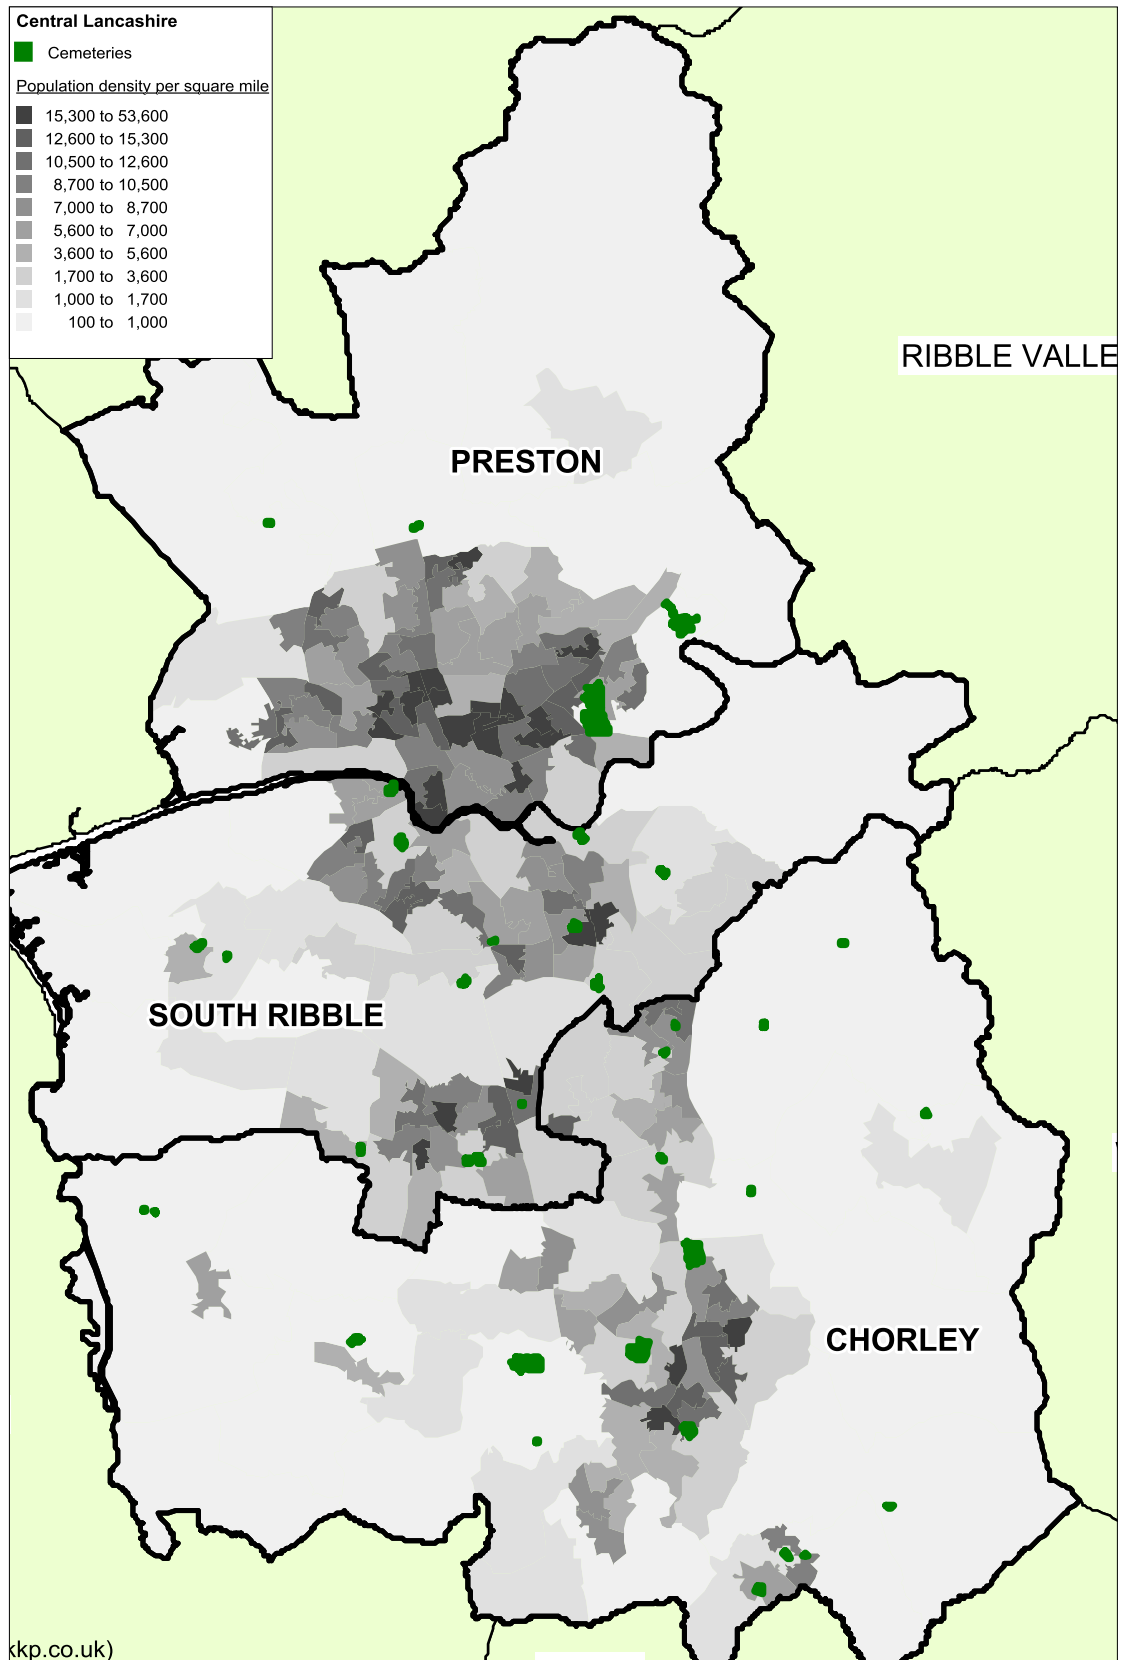 Central Lancashire
Cemeteries
Population density per square mile
15,300 to 53,600
12,600 to 15,300
10,500 to 12,600
8,700 to 10,500
7,000 to 8,700
5,600 to 7,000
3,600 to 5,600
1,700 to 3,600
1,000 to 1,700
100 to 1,000
RIBBLE VALLE
PRESTON
SOUTH RIBBLE
CHORLEY
kkp.co.uk)